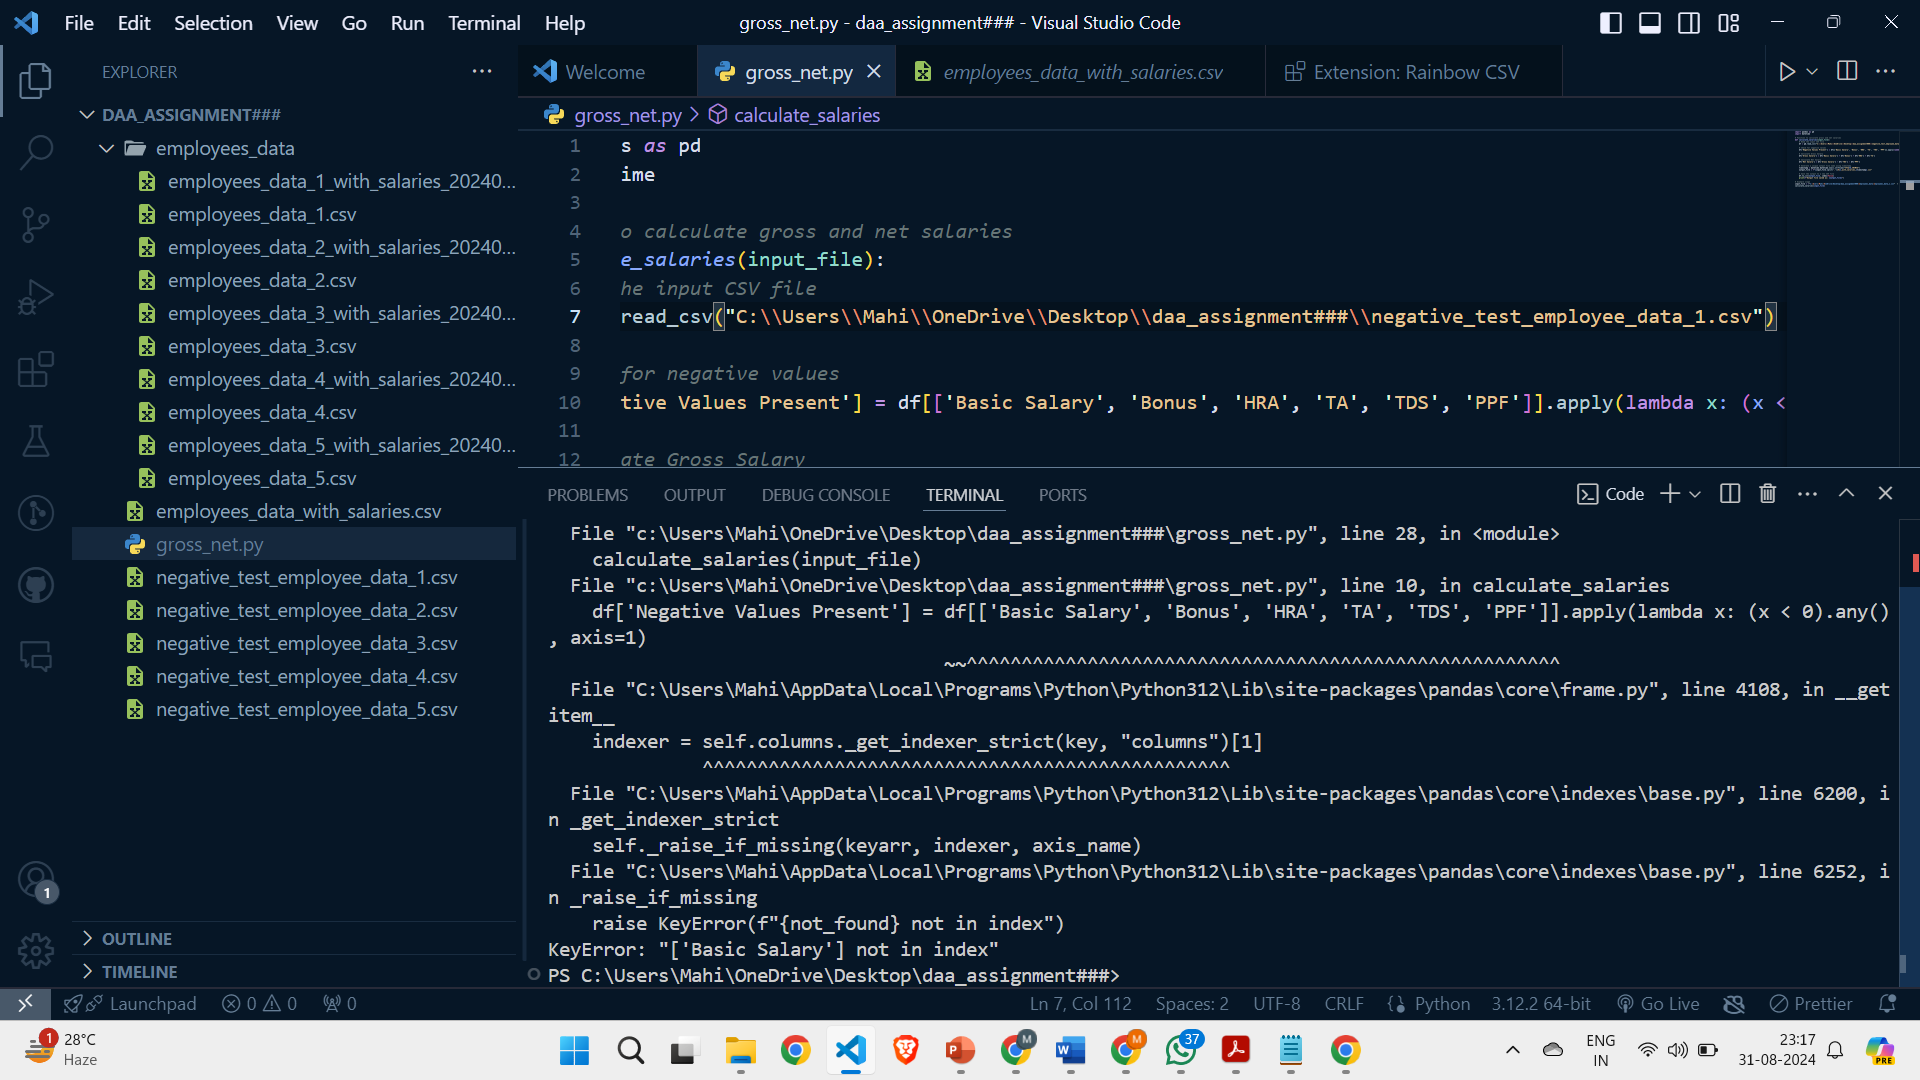 File Edit Selection View Go Run Terminal Help
gross_net.py - daa_assignment### - Visual Studio Code
EXPLORER
DAA_ASSIGNMENT###
employees_data
employees_data_1_with_salaries_20240...
employees_data_1.csv
employees_data_2_with_salaries_20240...
employees_data_2.csv
employees_data_3_with_salaries_20240...
employees_data_3.csv
employees_data_4_with_salaries_20240...
employees_data_4.csv
employees_data_5_with_salaries_20240...
employees_data_5.csv
employees_data_with_salaries.csv
gross_net.py
negative_test_employee_data_1.csv
negative_test_employee_data_2.csv
negative_test_employee_data_3.csv
negative_test_employee_data_4.csv
negative_test_employee_data_5.csv
OUTLINE
TIMELINE
1
Welcome gross_net.py employees_data_with_salaries.csv Extension: Rainbow CSV
gross_net.py > calculate_salaries
1 s as pd
2 ime
3
4 o calculate gross and net salaries
5 e_salaries(input_file):
6 he input CSV file
7 read_csv("C:\\Users\\Mahi\\OneDrive\\Desktop\\daa_assignment###\\negative_test_employee_data_1.csv")
8
9 for negative values
10 tive Values Present'] = df[['Basic Salary', 'Bonus', 'HRA', 'TA', 'TDS', 'PPF']].apply(lambda x: (x <
11
12 ate Gross Salary
PROBLEMS OUTPUT DEBUG CONSOLE TERMINAL PORTS
Code
File "c:\Users\Mahi\OneDrive\Desktop\daa_assignment###\gross_net.py", line 28, in <module>
calculate_salaries(input_file)
File "c:\Users\Mahi\OneDrive\Desktop\daa_assignment###\gross_net.py", line 10, in calculate_salaries
df['Negative Values Present'] = df[['Basic Salary', 'Bonus', 'HRA', 'TA', 'TDS', 'PPF']].apply(lambda x: (x < 0).any()
, axis=1)
~~^^^^^^^^^^^^^^^^^^^^^^^^^^^^^^^^^^^^^^^^^^^^^^^^^^^^^^
File "C:\Users\Mahi\AppData\Local\Programs\Python\Python312\Lib\site-packages\pandas\core\frame.py", line 4108, in __get
item__
indexer = self.columns._get_indexer_strict(key, "columns")[1]
^^^^^^^^^^^^^^^^^^^^^^^^^^^^^^^^^^^^^^^^^^^^^^^^
File "C:\Users\Mahi\AppData\Local\Programs\Python\Python312\Lib\site-packages\pandas\core\indexes\base.py", line 6200, i
n _get_indexer_strict
self._raise_if_missing(keyarr, indexer, axis_name)
File "C:\Users\Mahi\AppData\Local\Programs\Python\Python312\Lib\site-packages\pandas\core\indexes\base.py", line 6252, i
n _raise_if_missing
raise KeyError(f"{not_found} not in index")
KeyError: "['Basic Salary'] not in index"
PS C:\Users\Mahi\OneDrive\Desktop\daa_assignment###>
Launchpad 0 0 0
Ln 7, Col 112 Spaces: 2 UTF-8 CRLF Python 3.12.2 64-bit Go Live Prettier
1
28°C
Haze
M
M
37
PRE
ENG
IN
23:17
31-08-2024